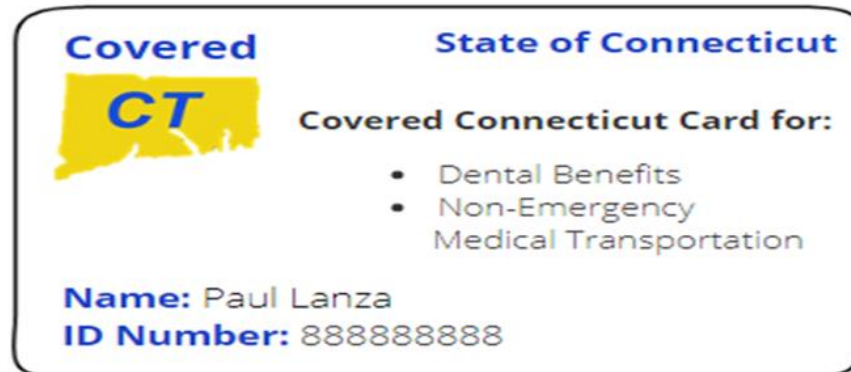 Covered
State of Connecticut
CT
Covered Connecticut Card for:
• Dental Benefits
• Non-Emergency
Medical Transportation
Name: Paul Lanza
ID Number: 888888888